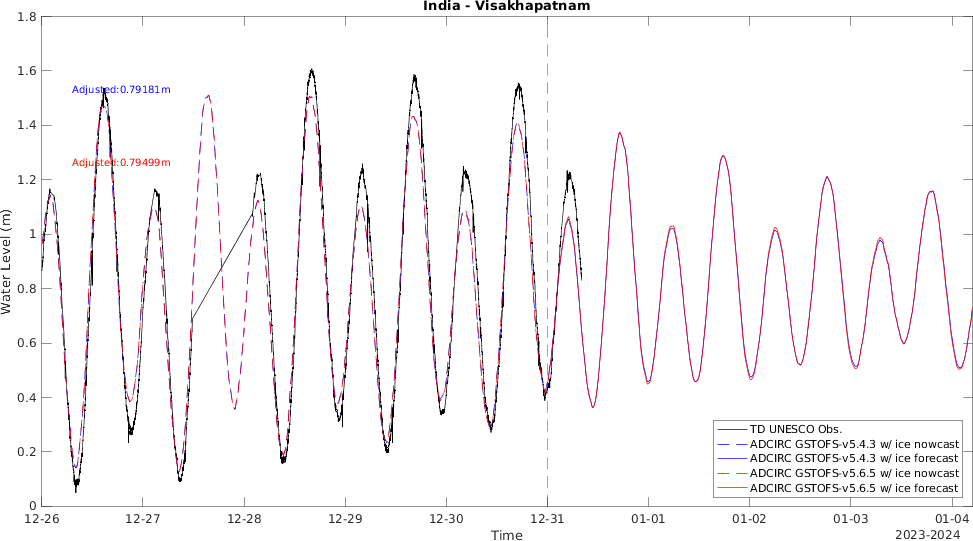 India - Visakhapatnam
1.8
1.6
1.4
1.2
1
0.8
0.6
0.4
0.2
0
Water Level (m)
Adjusted:0.79181m
Adjusted:0.79499m
TD UNESCO Obs.
ADCIRC GSTOFS-v5.4.3 w/ ice nowcast
ADCIRC GSTOFS-v5.4.3 w/ ice forecast
ADCIRC GSTOFS-v5.6.5 w/ ice nowcast
ADCIRC GSTOFS-v5.6.5 w/ ice forecast
12-26 12-27 12-28 12-29 12-30 12-31 01-01 01-02 01-03 01-04
Time
2023-2024